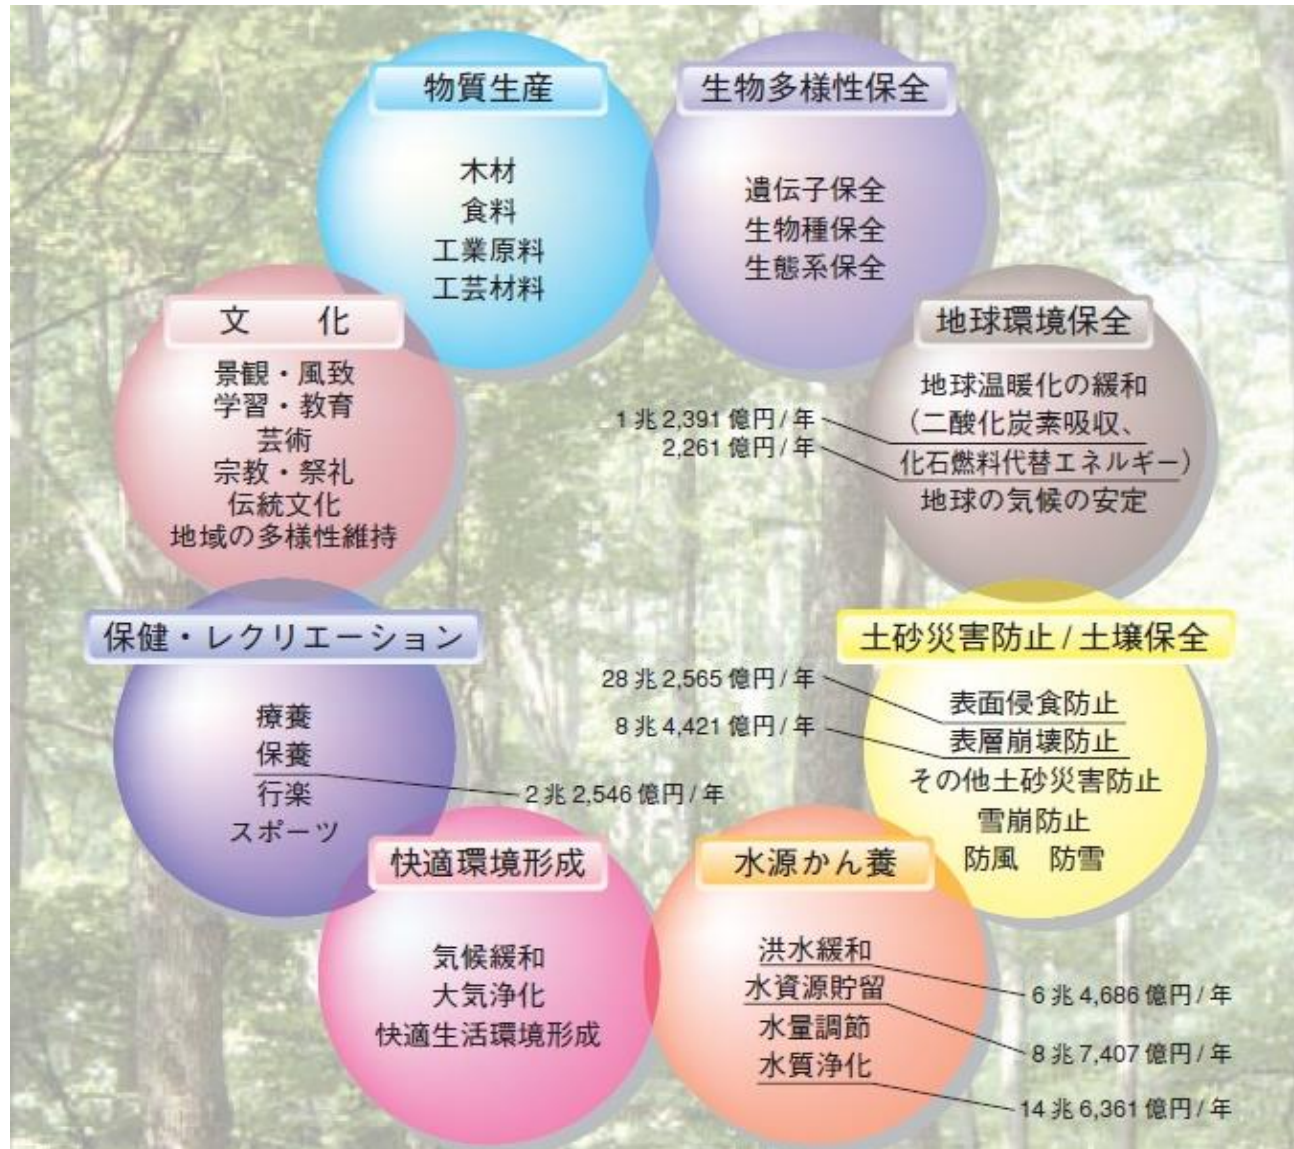 物質生産
木材
食料
工業原料
工芸材料
生物多様性保全
遺伝子保全
生物種保全
生態系保全
地球環境保全
地球温暖化の緩和
(二酸化炭素吸収、
化石燃料代替エネルギー)
地球の気候の安定
1兆2,391億円/年
2,261億円/年
土砂災害防止/土壌保全
表面侵食防止
表層崩壊防止
その他土砂災害防止
雪崩防止
防風 防雪
28兆2,565億円/年
8兆4,421億円/年
水源かん養
洪水緩和
水資源貯留
水量調節
水質浄化
6兆4,686億円/年
8兆7,407億円/年
14兆6,361億円/年
快適環境形成
気候緩和
大気浄化
快適生活環境形成
保健・レクリエーション
療養
保養
行楽
スポーツ
2兆2,546億円/年
文 化
景観・風致
学習・教育
芸術
宗教・祭礼
伝統文化
地域の多様性維持